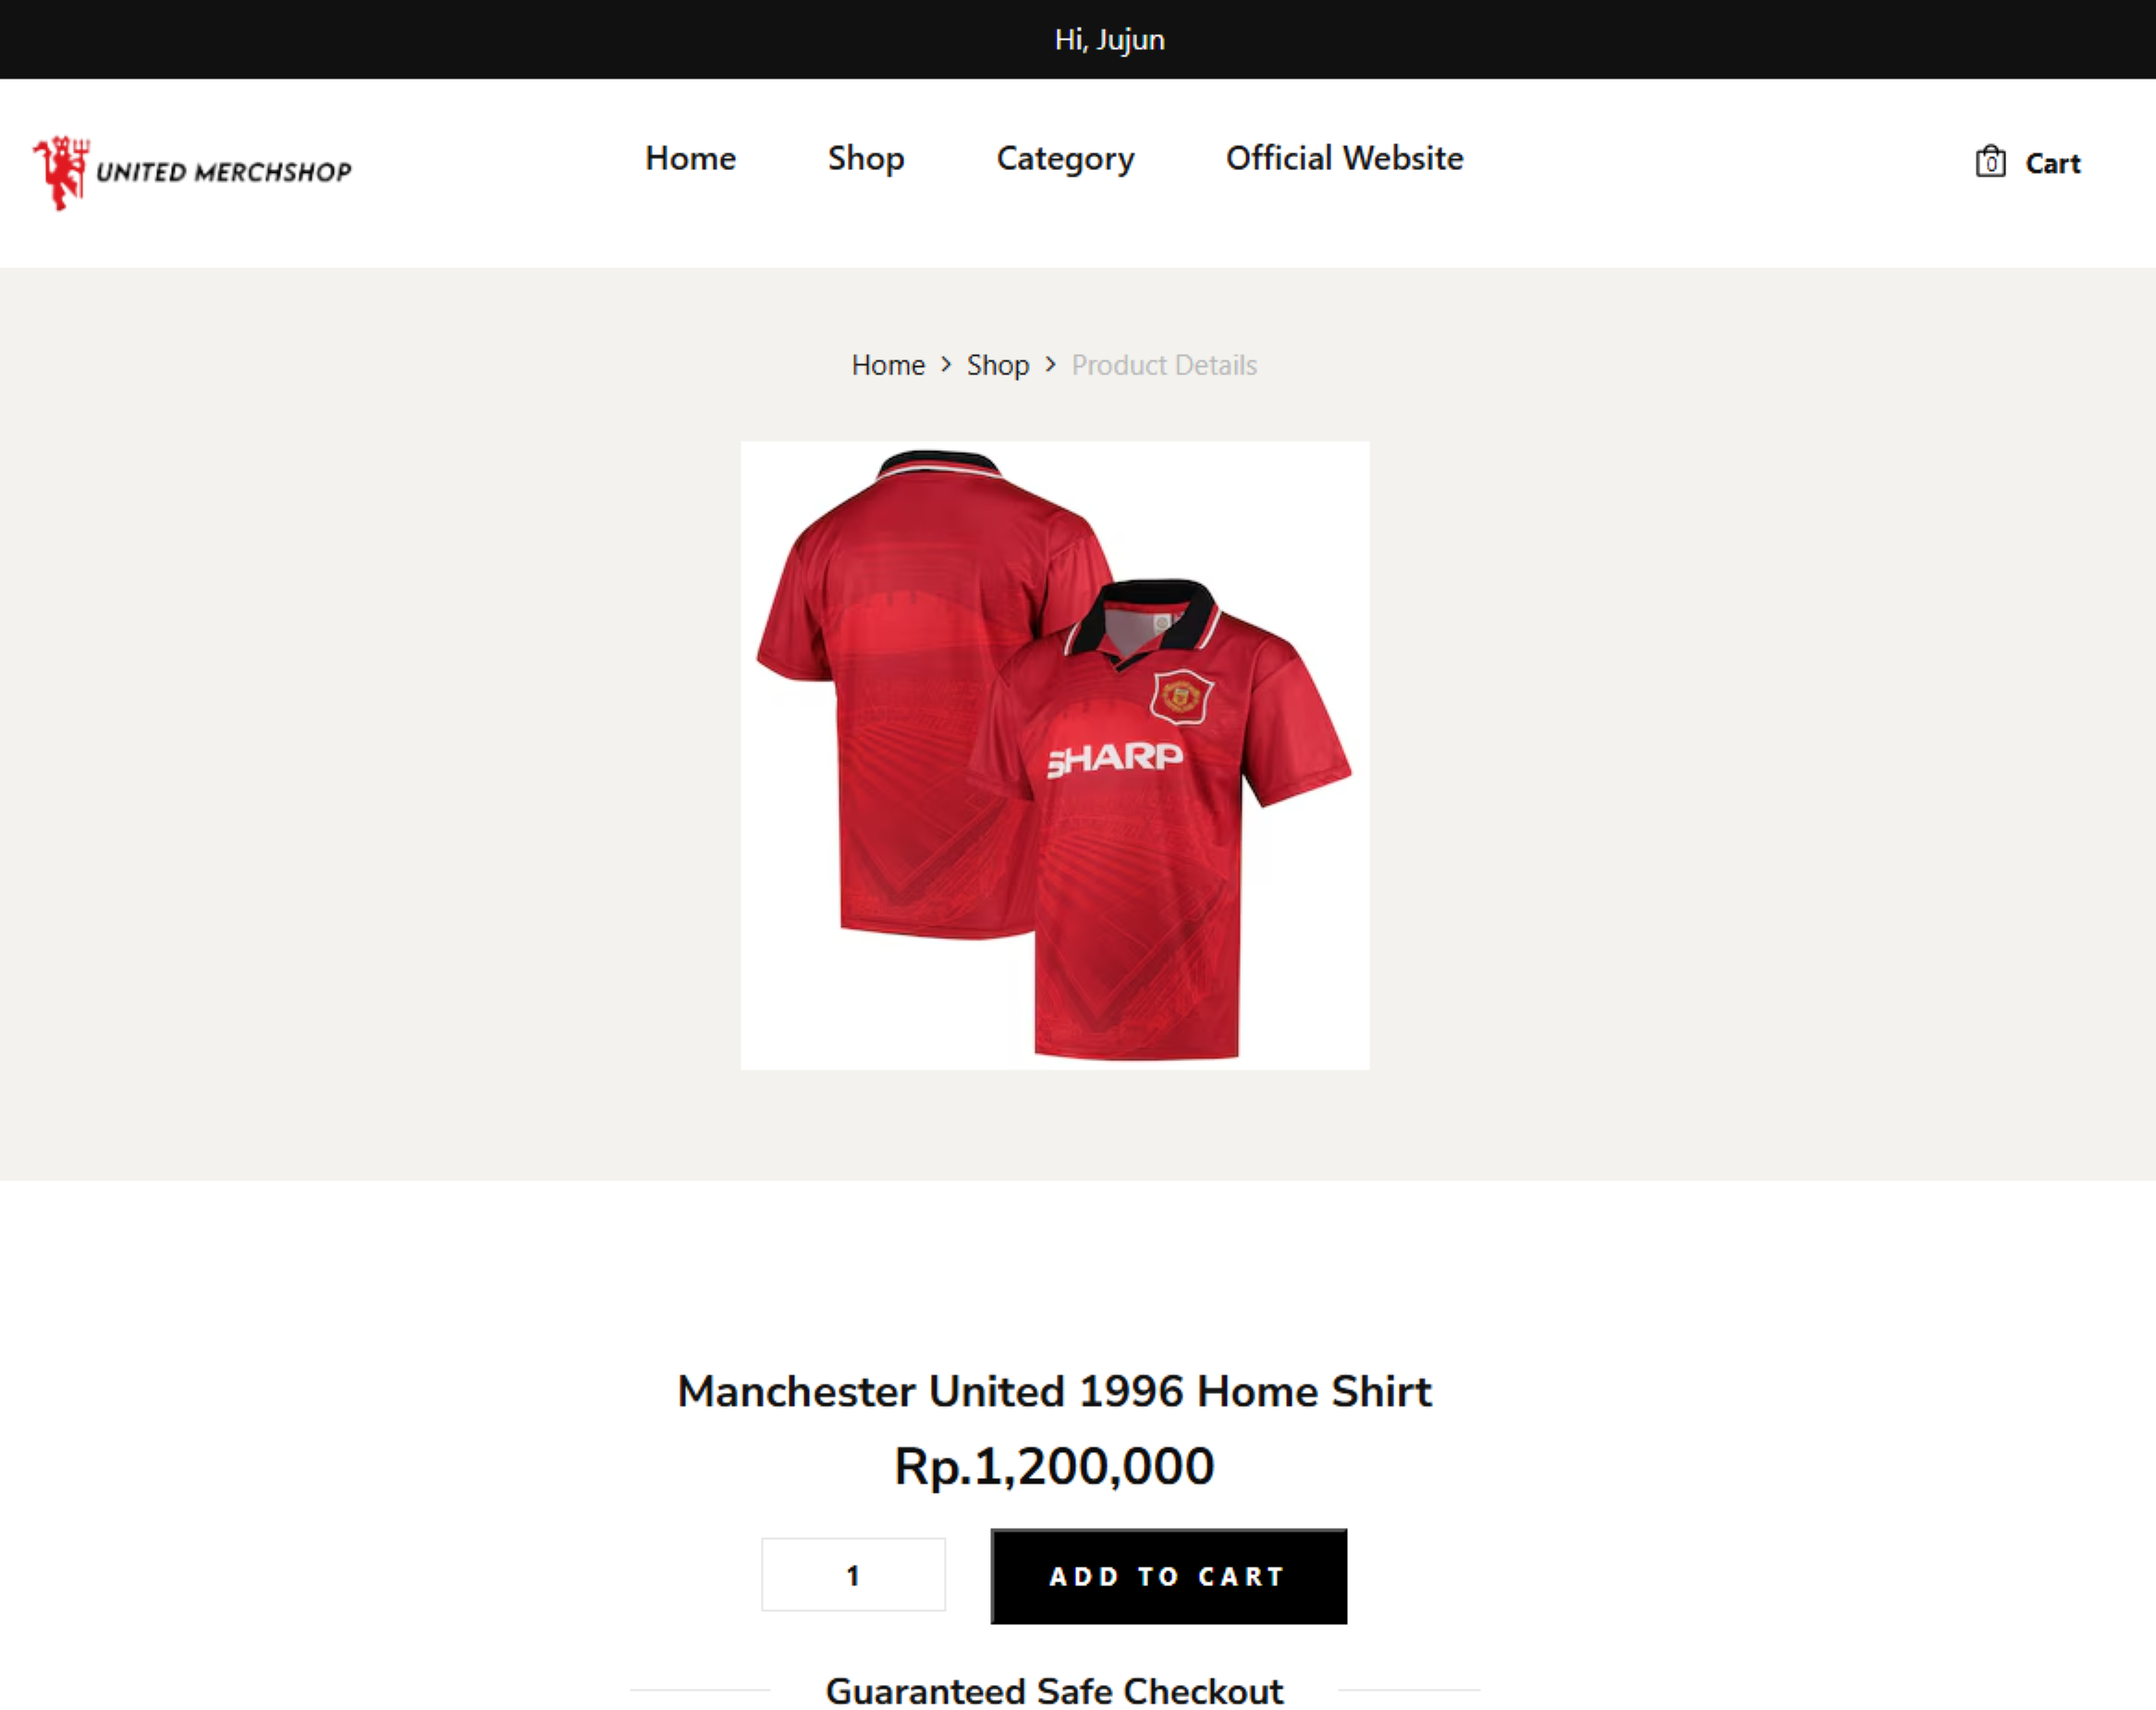 Hi, Jujun
UNITED MERCHSHOP
Home Shop Category Official Website
0 Cart
Home > Shop > Product Details
SHARP
Manchester United 1996 Home Shirt
Rp.1,200,000
1
ADD TO CART
Guaranteed Safe Checkout